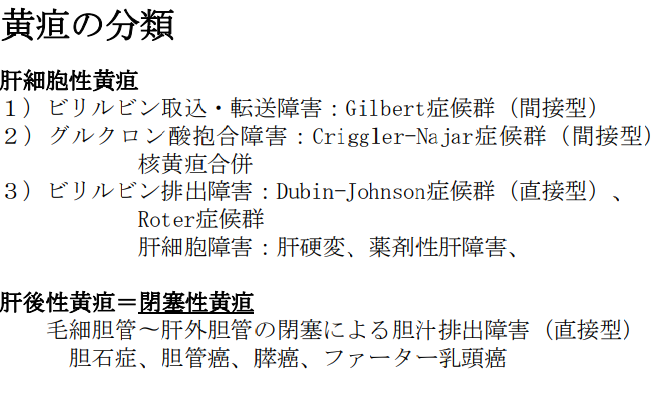 黄疸の分類
肝細胞性黄疸
1）ビリルビン取込・転送障害：Gilbert症候群（間接型）
2）グルクロン酸抱合障害：Criggler-Najar症候群（間接型）
核黄疸合併
3）ビリルビン排出障害：Dubin-Johnson症候群（直接型）、
Roter症候群
肝細胞障害：肝硬変、薬剤性肝障害、
肝後性黄疸＝閉塞性黄疸
毛細胆管～肝外胆管の閉塞による胆汁排出障害（直接型）
胆石症、胆管癌、膵癌、ファーター乳頭癌